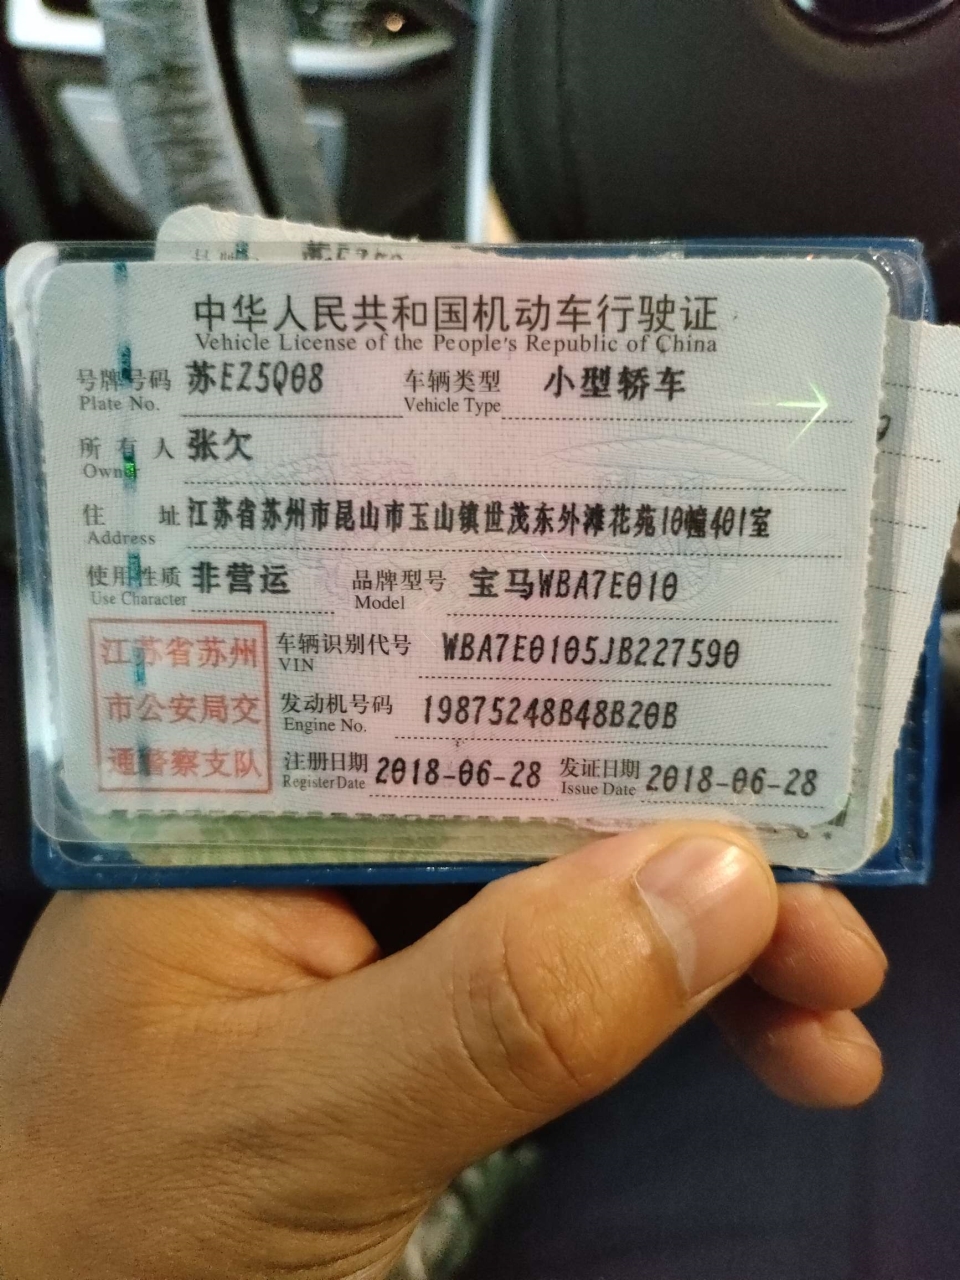 中华人民共和国机动车行驶证
Vehicle License of the People's Republic of China
号牌号码 苏EZ5Q08 车辆类型 小型轿车
Plate No. Vehicle Type
所有人 张欠
Owner
住址 江苏省苏州市昆山市玉山镇世茂东外滩花苑10幢401室
Address
使用性质 非营运 品牌型号 宝马WBA7E010
Use Character Model
江苏省苏州
市公安局交
通警察支队
车辆识别代号 WBA7E0105JB227590
VIN
发动机号码 19875248B48B20B
Engine No.
注册日期 2018-06-28 发证日期 2018-06-28
Register Date Issue Date